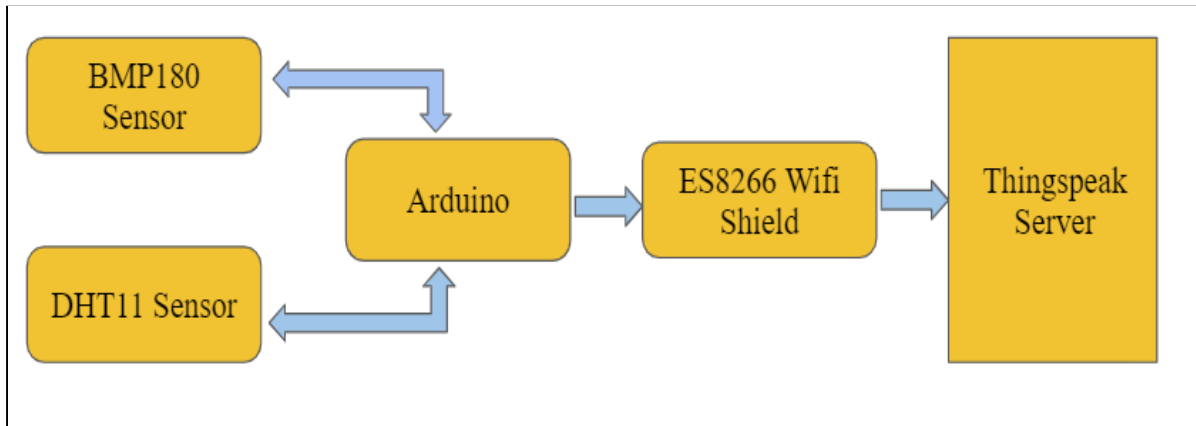 BMP180
Sensor
Arduino
ES8266 Wifi
Shield
Thingspeak
Server
DHT11 Sensor